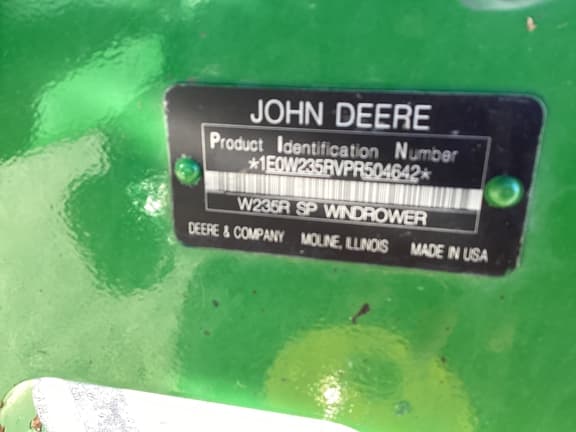 JOHN DEERE
Product Identification Number
*1E0W235RVPR504642*
W235R SP WINDROWER
DEERE & COMPANY MOLINE, ILLINOIS MADE IN USA